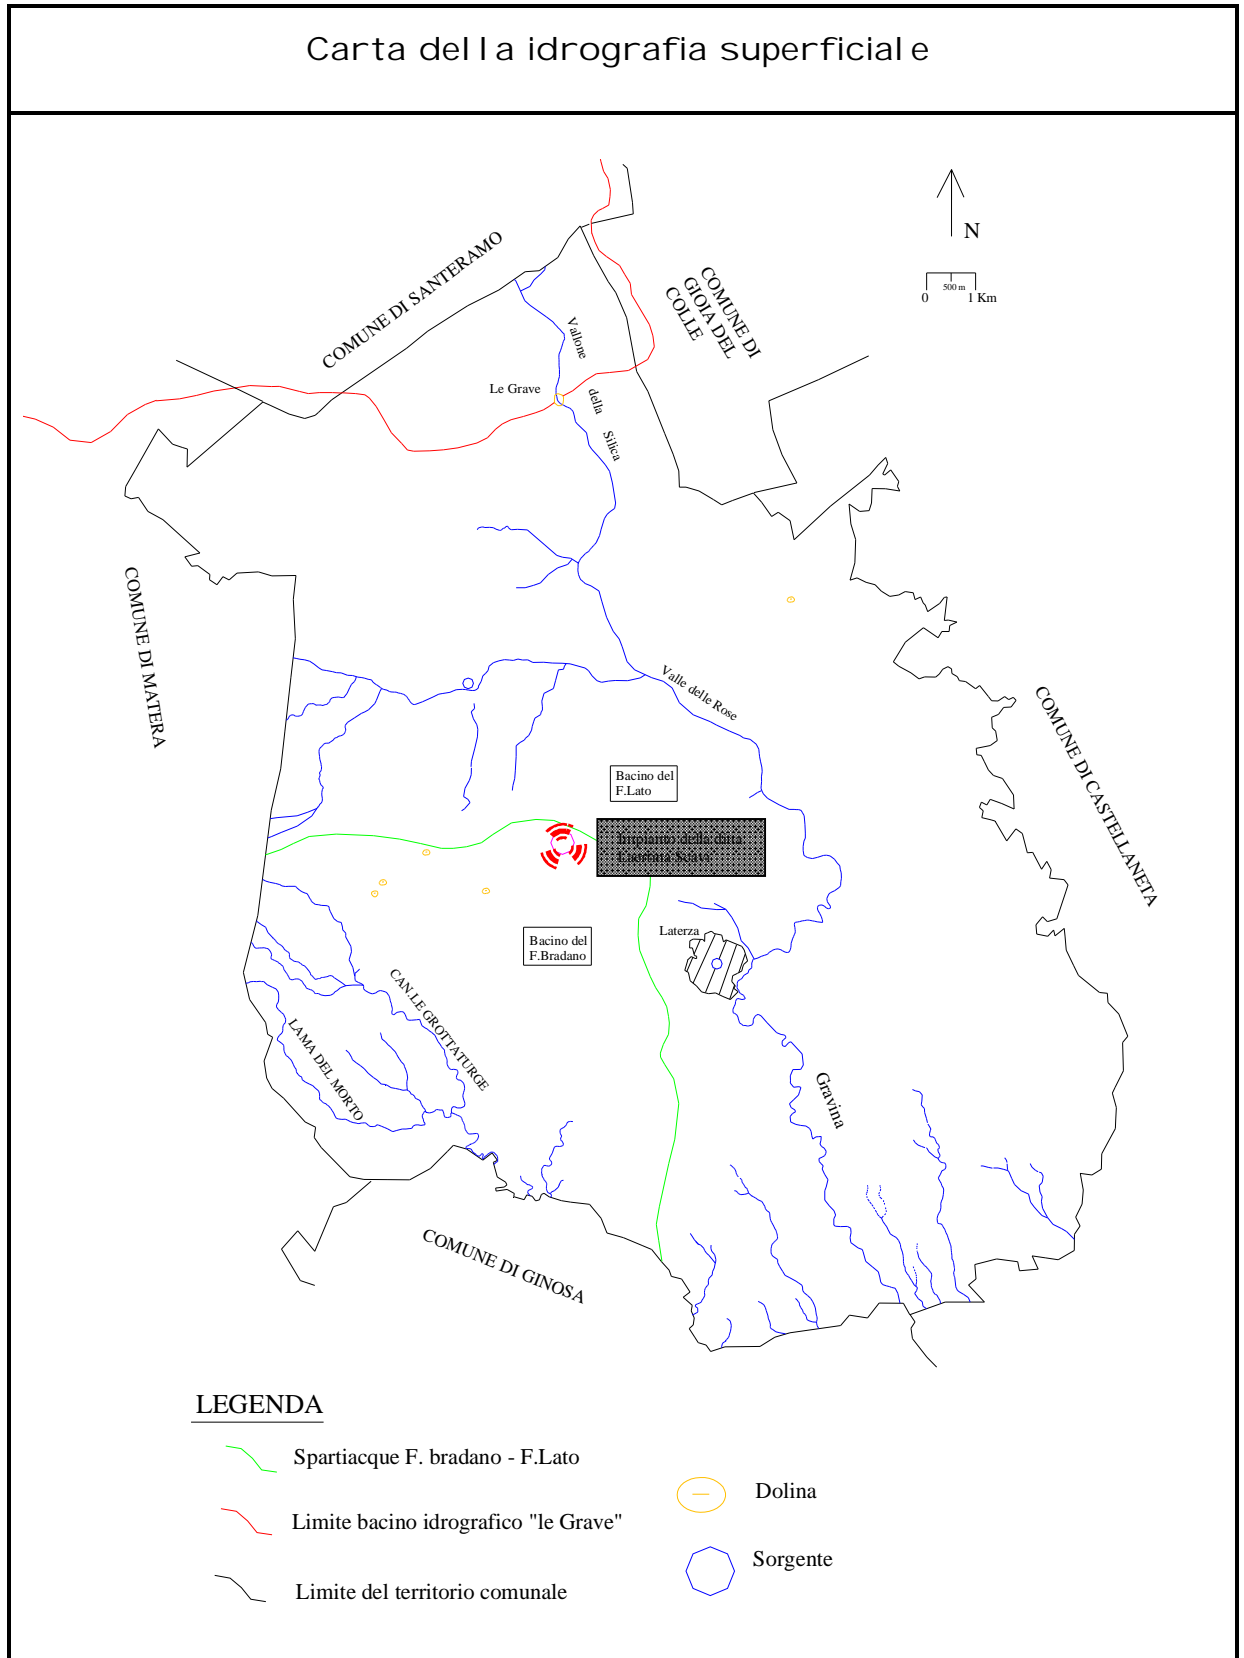 Carta della idrografia superficiale
N
0
500 m
1 Km
COMUNE DI SANTERAMO
COMUNE DI
GIOIA DEL
COLLE
Vallone
della
Silica
Le Grave
COMUNE DI MATERA
Valle delle Rose
COMUNE DI CASTELLANETA
Bacino del
F.Lato
Impianto della ditta
Bacino del
F.Bradano
Laterza
CAN.LE GROTTATURGE
LAMA DEL MORTO
Gravina
COMUNE DI GINOSA
LEGENDA
Spartiacque F. bradano - F.Lato
Limite bacino idrografico "le Grave"
Limite del territorio comunale
Dolina
Sorgente